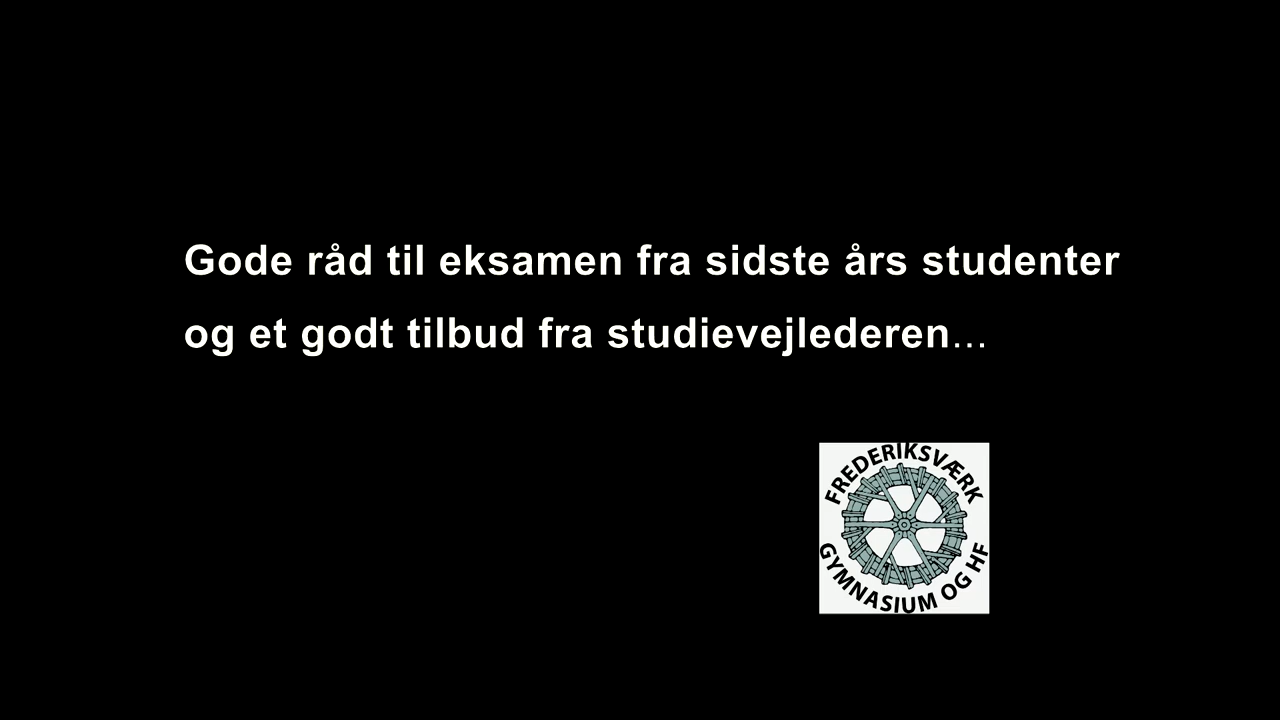 Gode råd til eksamen fra sidste års studenter
og et godt tilbud fra studievejlederen...
FREDERIKSVÆRK
GYMNASIUM OG HF